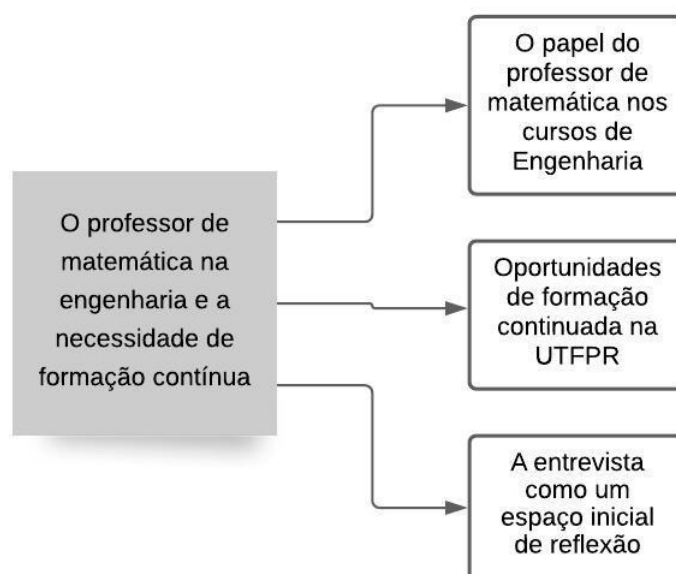 O professor de
matemática na
engenharia e a
necessidade de
formação contínua
O papel do
professor de
matemática nos
cursos de
Engenharia
Oportunidades
de formação
continuada na
UTFPR
A entrevista
como um
espaço inicial
de reflexão